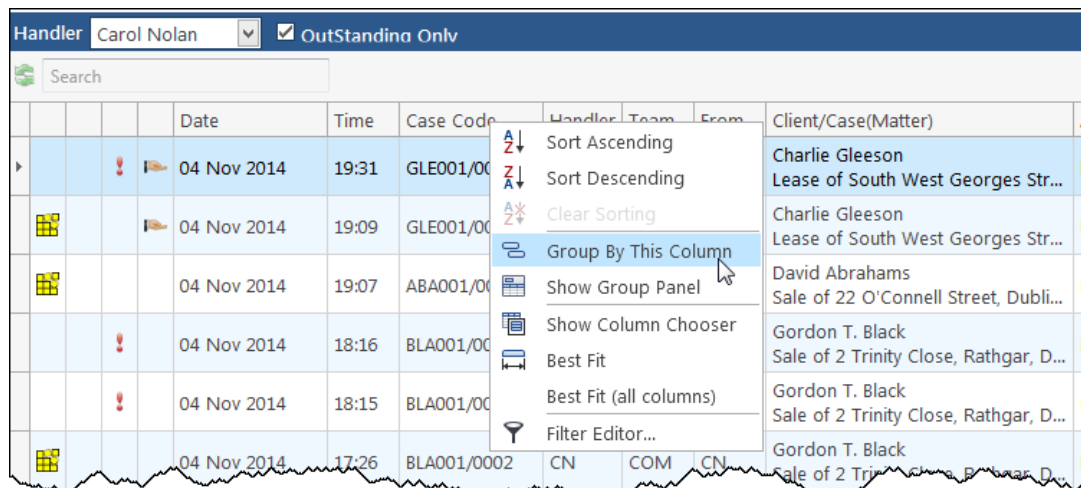 Handler Carol Nolan OutStanding Only
Search
Date Time Case Code Handler Team From Client/Case(Matter)
Sort Ascending
Sort Descending
Clear Sorting
Group By This Column
Show Group Panel
Show Column Chooser
Best Fit
Best Fit (all columns)
Filter Editor...
04 Nov 2014 19:31 GLE001/00 Charlie Gleeson
Lease of South West Georges Str...
04 Nov 2014 19:09 GLE001/00 Charlie Gleeson
Lease of South West Georges Str...
04 Nov 2014 19:07 ABA001/00 David Abrahams
Sale of 22 O'Connell Street, Dubli...
04 Nov 2014 18:16 BLA001/00 Gordon T. Black
Sale of 2 Trinity Close, Rathgar, D...
04 Nov 2014 18:15 BLA001/00 Gordon T. Black
Sale of 2 Trinity Close, Rathgar, D...
04 Nov 2014 17:26 BLA001/0002 CN COM CN Gordon T. Black
Sale of 2 Trinity Close, Rathgar, D...